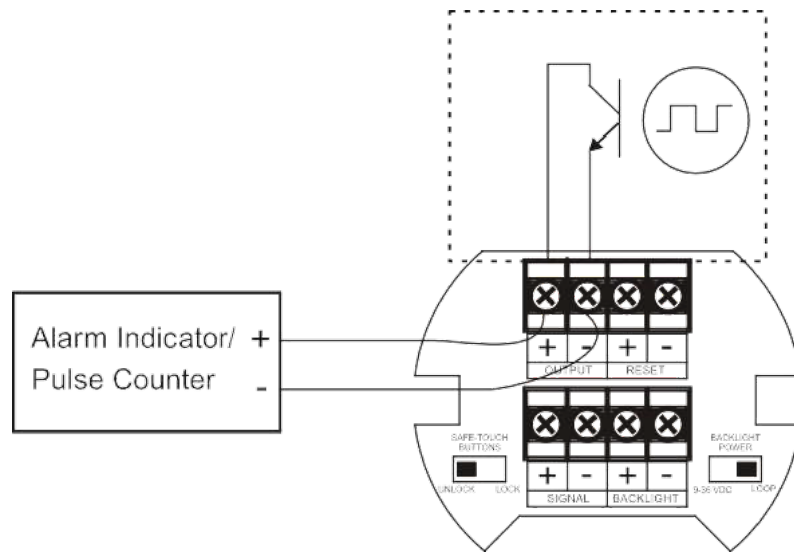 Alarm Indicator/ +
Pulse Counter -
+ - + -
OUTPUT RESET
SAFE-TOUCH
BUTTONS
UNLOCK LOCK
+ - + -
SIGNAL BACKLIGHT
BACKLIGHT
POWER
9-36 VDC LOOP